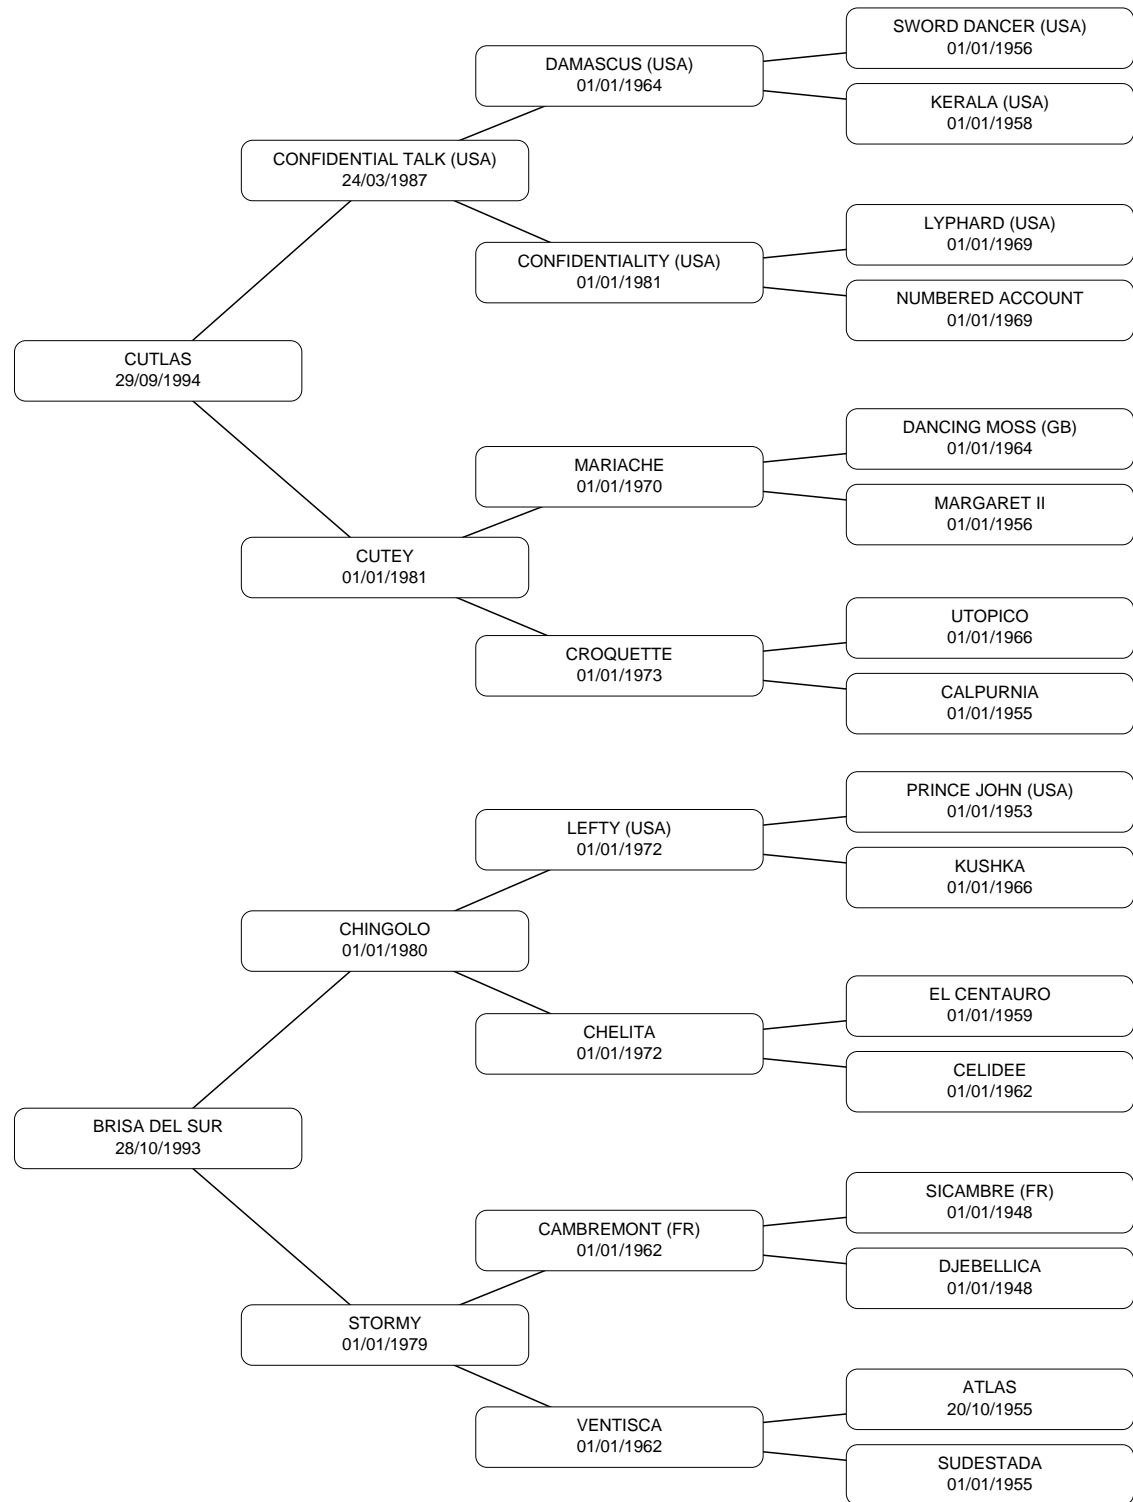 SWORD DANCER (USA)
01/01/1956
DAMASCUS (USA)
01/01/1964
KERALA (USA)
01/01/1958
CONFIDENTIAL TALK (USA)
24/03/1987
LYPHARD (USA)
01/01/1969
CONFIDENTIALITY (USA)
01/01/1981
NUMBERED ACCOUNT
01/01/1969
CUTLAS
29/09/1994
DANCING MOSS (GB)
01/01/1964
MARIACHE
01/01/1970
MARGARET II
01/01/1956
CUTEY
01/01/1981
UTOPICO
01/01/1966
CROQUETTE
01/01/1973
CALPURNIA
01/01/1955
PRINCE JOHN (USA)
01/01/1953
LEFTY (USA)
01/01/1972
KUSHKA
01/01/1966
CHINGOLO
01/01/1980
EL CENTAURO
01/01/1959
CHELITA
01/01/1972
CELIDEE
01/01/1962
BRISA DEL SUR
28/10/1993
SICAMBRE (FR)
01/01/1948
CAMBREMONT (FR)
01/01/1962
DJEBELLICA
01/01/1948
STORMY
01/01/1979
ATLAS
20/10/1955
VENTISCA
01/01/1962
SUDESTADA
01/01/1955